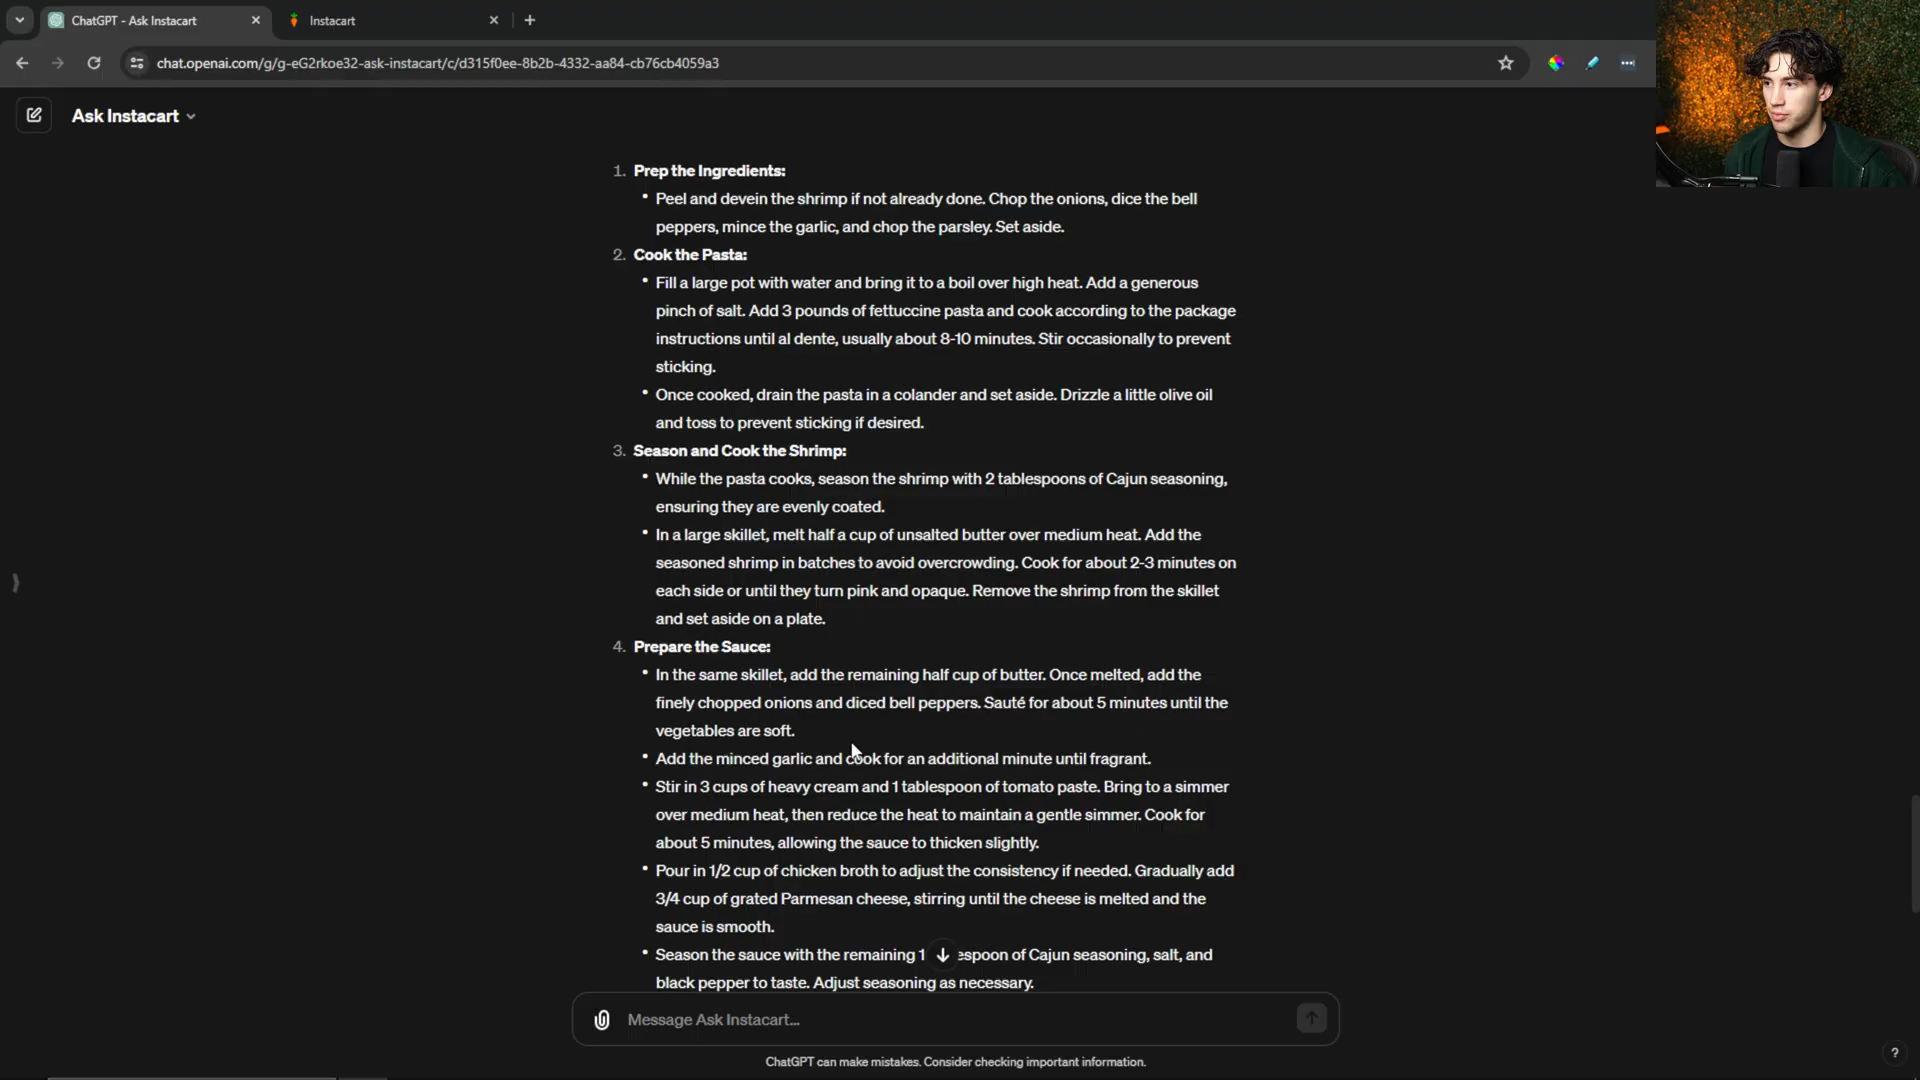 ChatGPT - Ask Instacart
Instacart
chat.openai.com/g/g-eG2rkoe32-ask-instacart/c/d315f0ee-8b2b-4332-aa84-cb76cb4059a3
Ask Instacart
1. Prep the Ingredients:
• Peel and devein the shrimp if not already done. Chop the onions, dice the bell
peppers, mince the garlic, and chop the parsley. Set aside.
2. Cook the Pasta:
• Fill a large pot with water and bring it to a boil over high heat. Add a generous
pinch of salt. Add 3 pounds of fettuccine pasta and cook according to the package
instructions until al dente, usually about 8-10 minutes. Stir occasionally to prevent
sticking.
• Once cooked, drain the pasta in a colander and set aside. Drizzle a little olive oil
and toss to prevent sticking if desired.
3. Season and Cook the Shrimp:
• While the pasta cooks, season the shrimp with 2 tablespoons of Cajun seasoning,
ensuring they are evenly coated.
• In a large skillet, melt half a cup of unsalted butter over medium heat. Add the
seasoned shrimp in batches to avoid overcrowding. Cook for about 2-3 minutes on
each side or until they turn pink and opaque. Remove the shrimp from the skillet
and set aside on a plate.
4. Prepare the Sauce:
• In the same skillet, add the remaining half cup of butter. Once melted, add the
finely chopped onions and diced bell peppers. Sauté for about 5 minutes until the
vegetables are soft.
• Add the minced garlic and cook for an additional minute until fragrant.
• Stir in 3 cups of heavy cream and 1 tablespoon of tomato paste. Bring to a simmer
over medium heat, then reduce the heat to maintain a gentle simmer. Cook for
about 5 minutes, allowing the sauce to thicken slightly.
• Pour in 1/2 cup of chicken broth to adjust the consistency if needed. Gradually add
3/4 cup of grated Parmesan cheese, stirring until the cheese is melted and the
sauce is smooth.
• Season the sauce with the remaining 1 espoon of Cajun seasoning, salt, and
black pepper to taste. Adjust seasoning as necessary.
Message Ask Instacart...
ChatGPT can make mistakes. Consider checking important information.
?